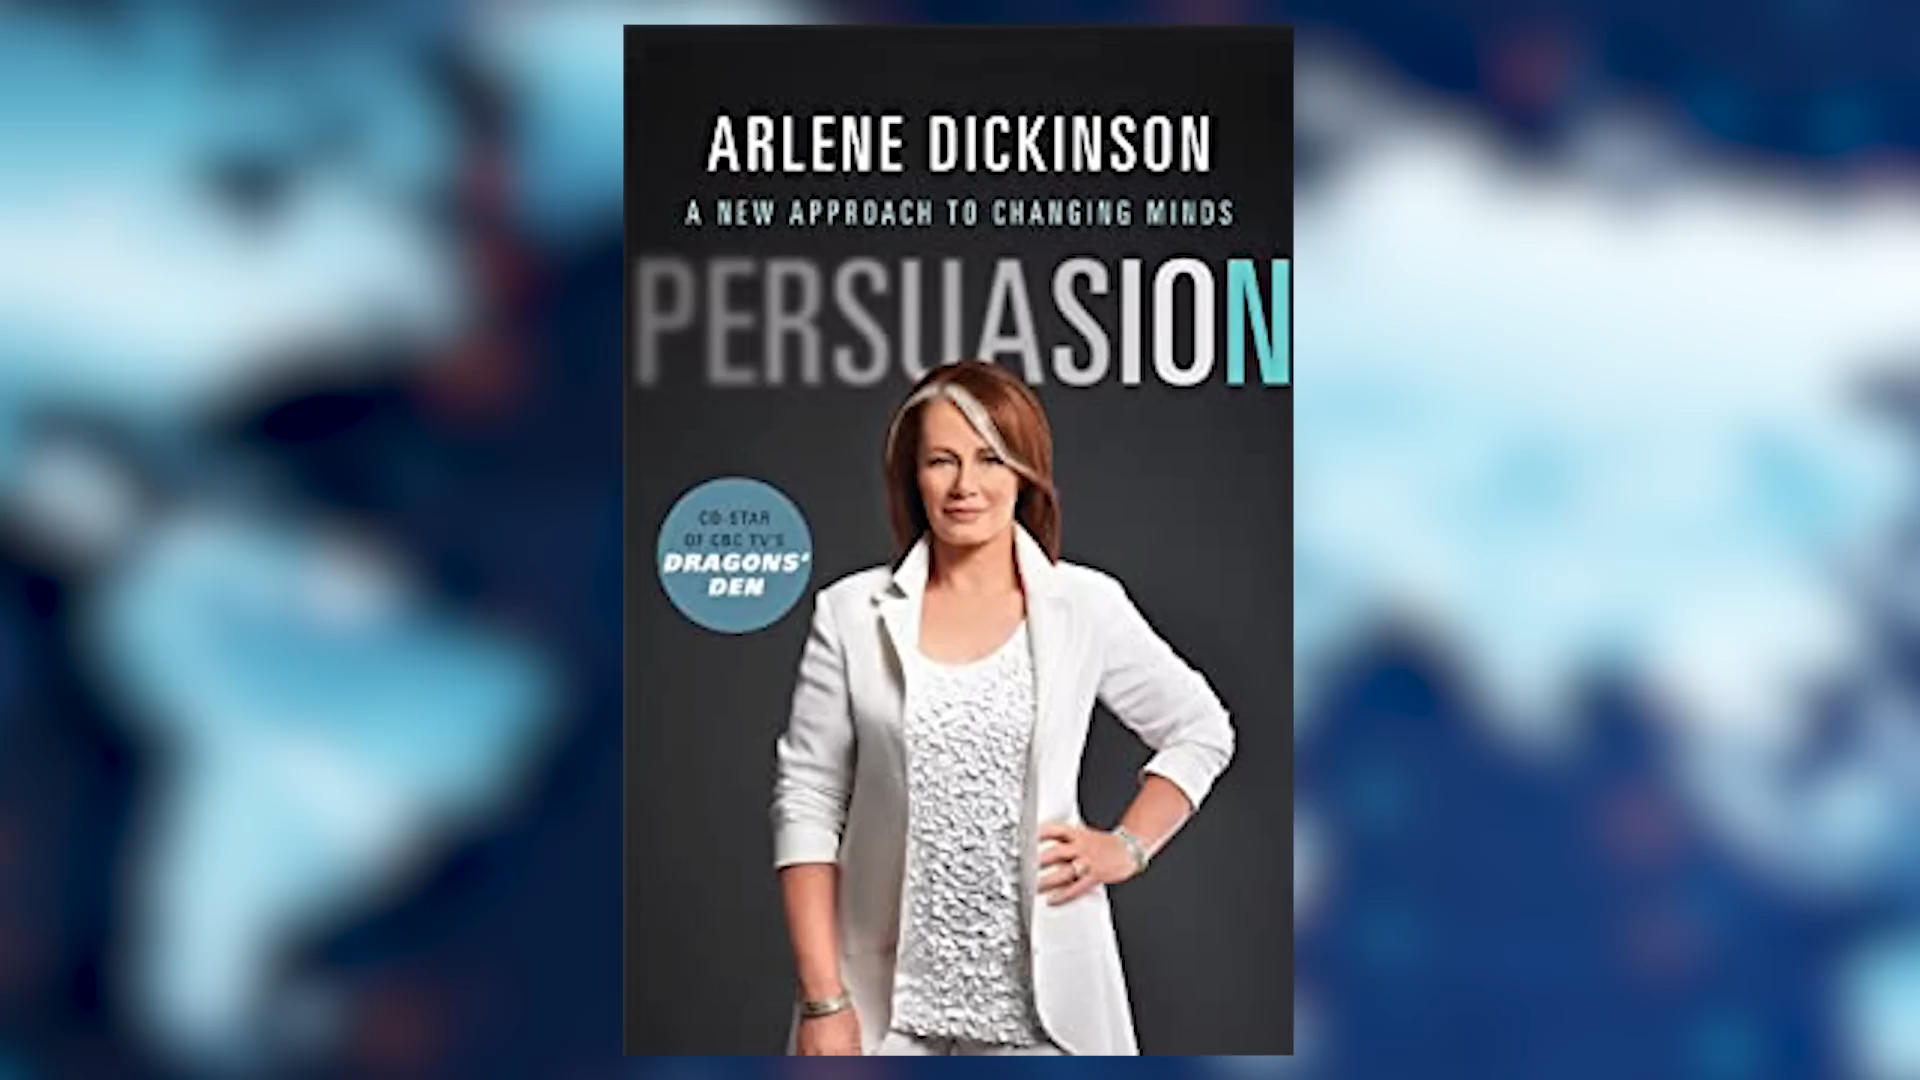 ARLENE DICKINSON
A NEW APPROACH TO CHANGING MINDS
PERSUASION
CO-STAR
OF CBC TV'S
DRAGONS'
DEN